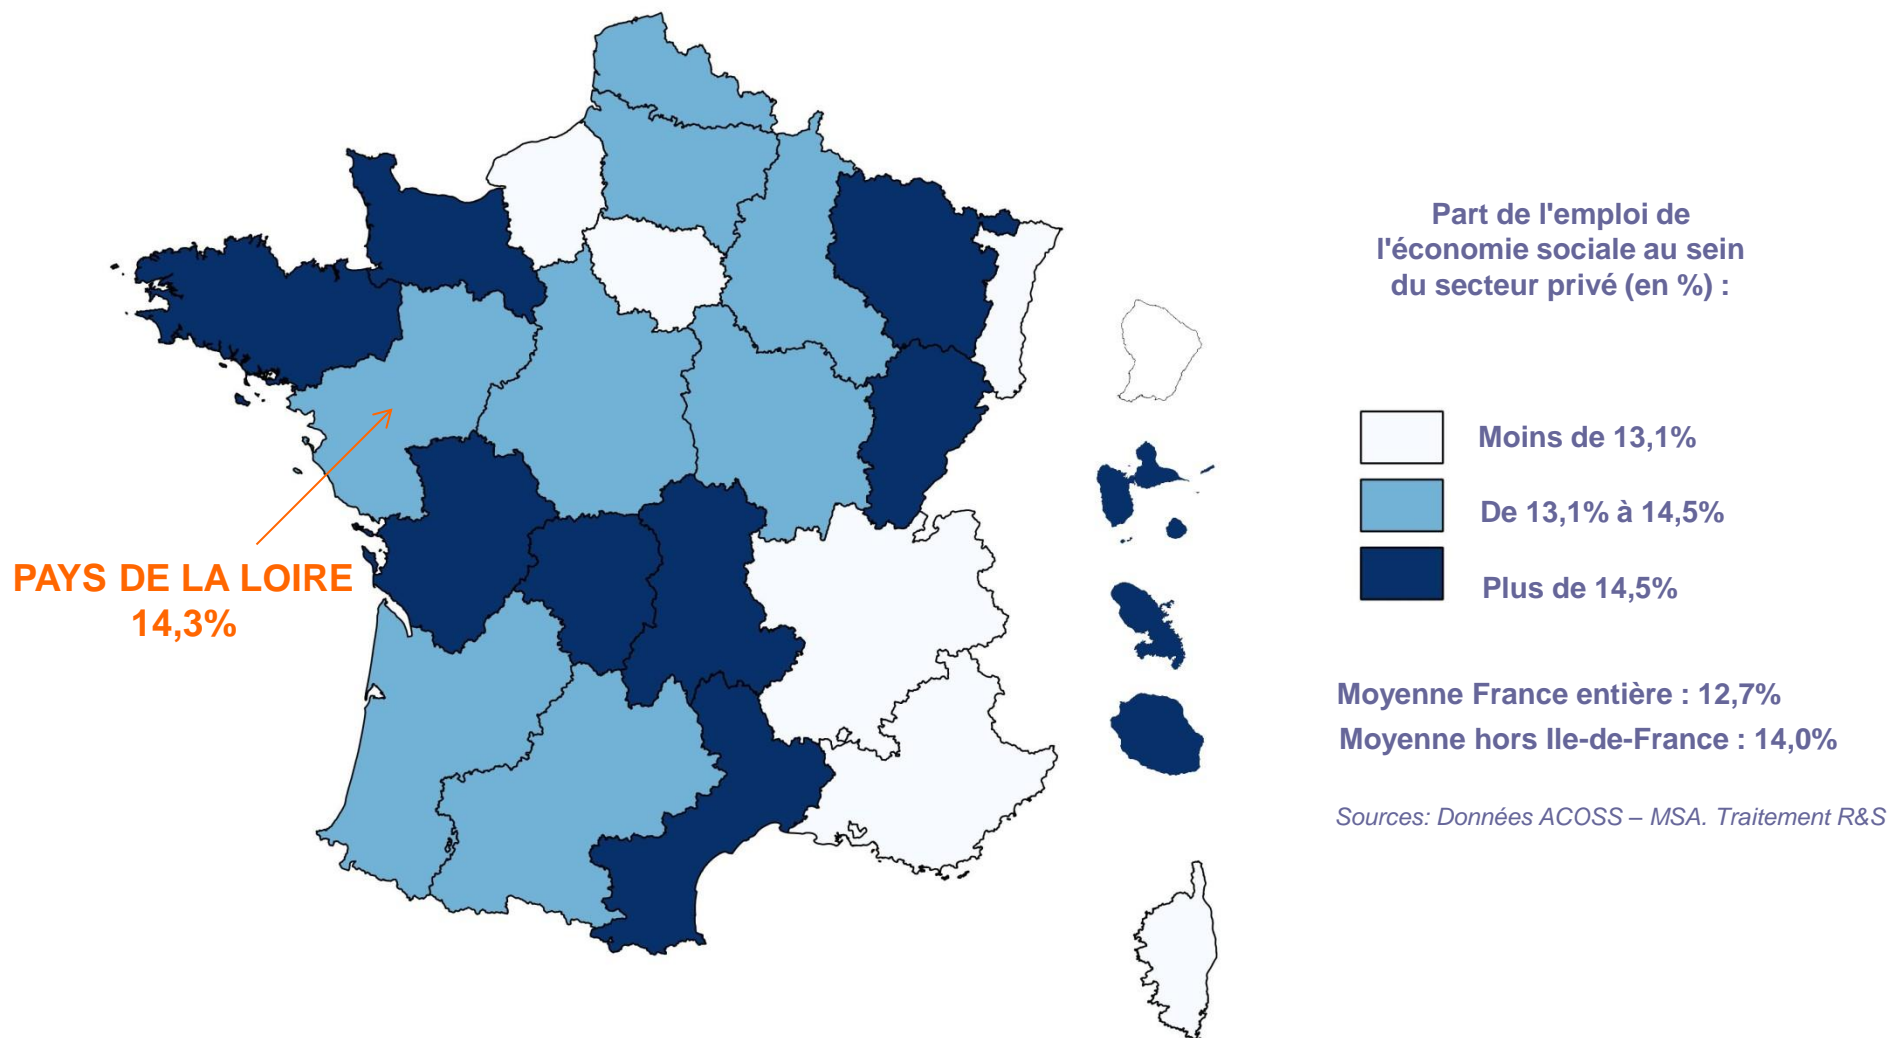 PAYS DE LA LOIRE
14,3%
Part de l'emploi de
l'économie sociale au sein
du secteur privé (en %) :
Moins de 13,1%
De 13,1% à 14,5%
Plus de 14,5%
Moyenne France entière : 12,7%
Moyenne hors Ile-de-France : 14,0%
Sources: Données ACOSS – MSA. Traitement R&S